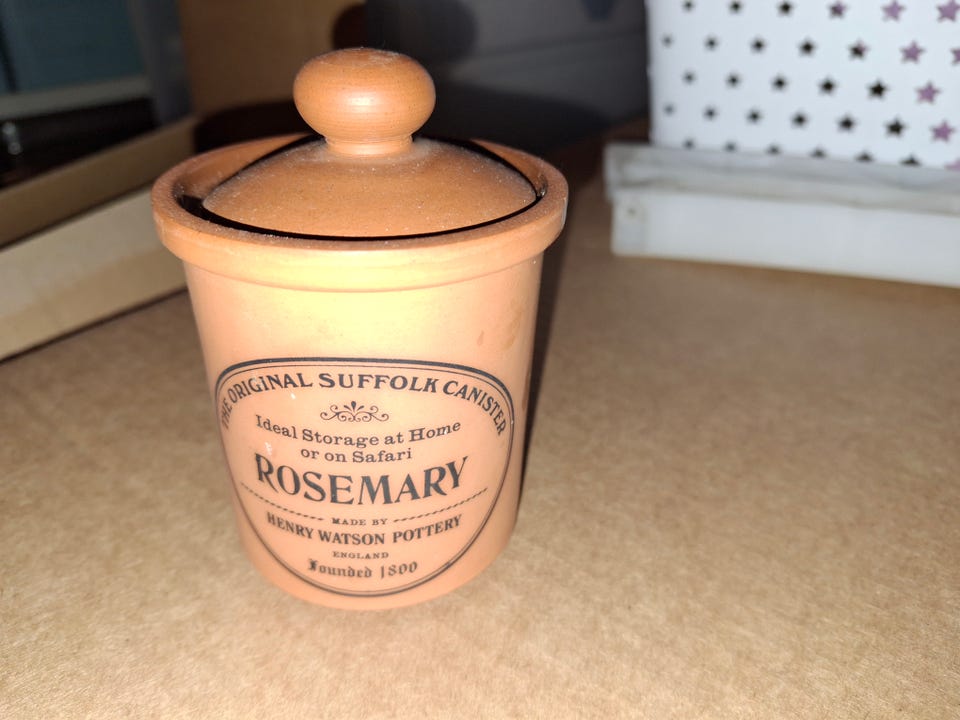 THE ORIGINAL SUFFOLK CANISTER
Ideal Storage at Home
or on Safari
ROSEMARY
MADE BY
HENRY WATSON POTTERY
ENGLAND
Founded 1800